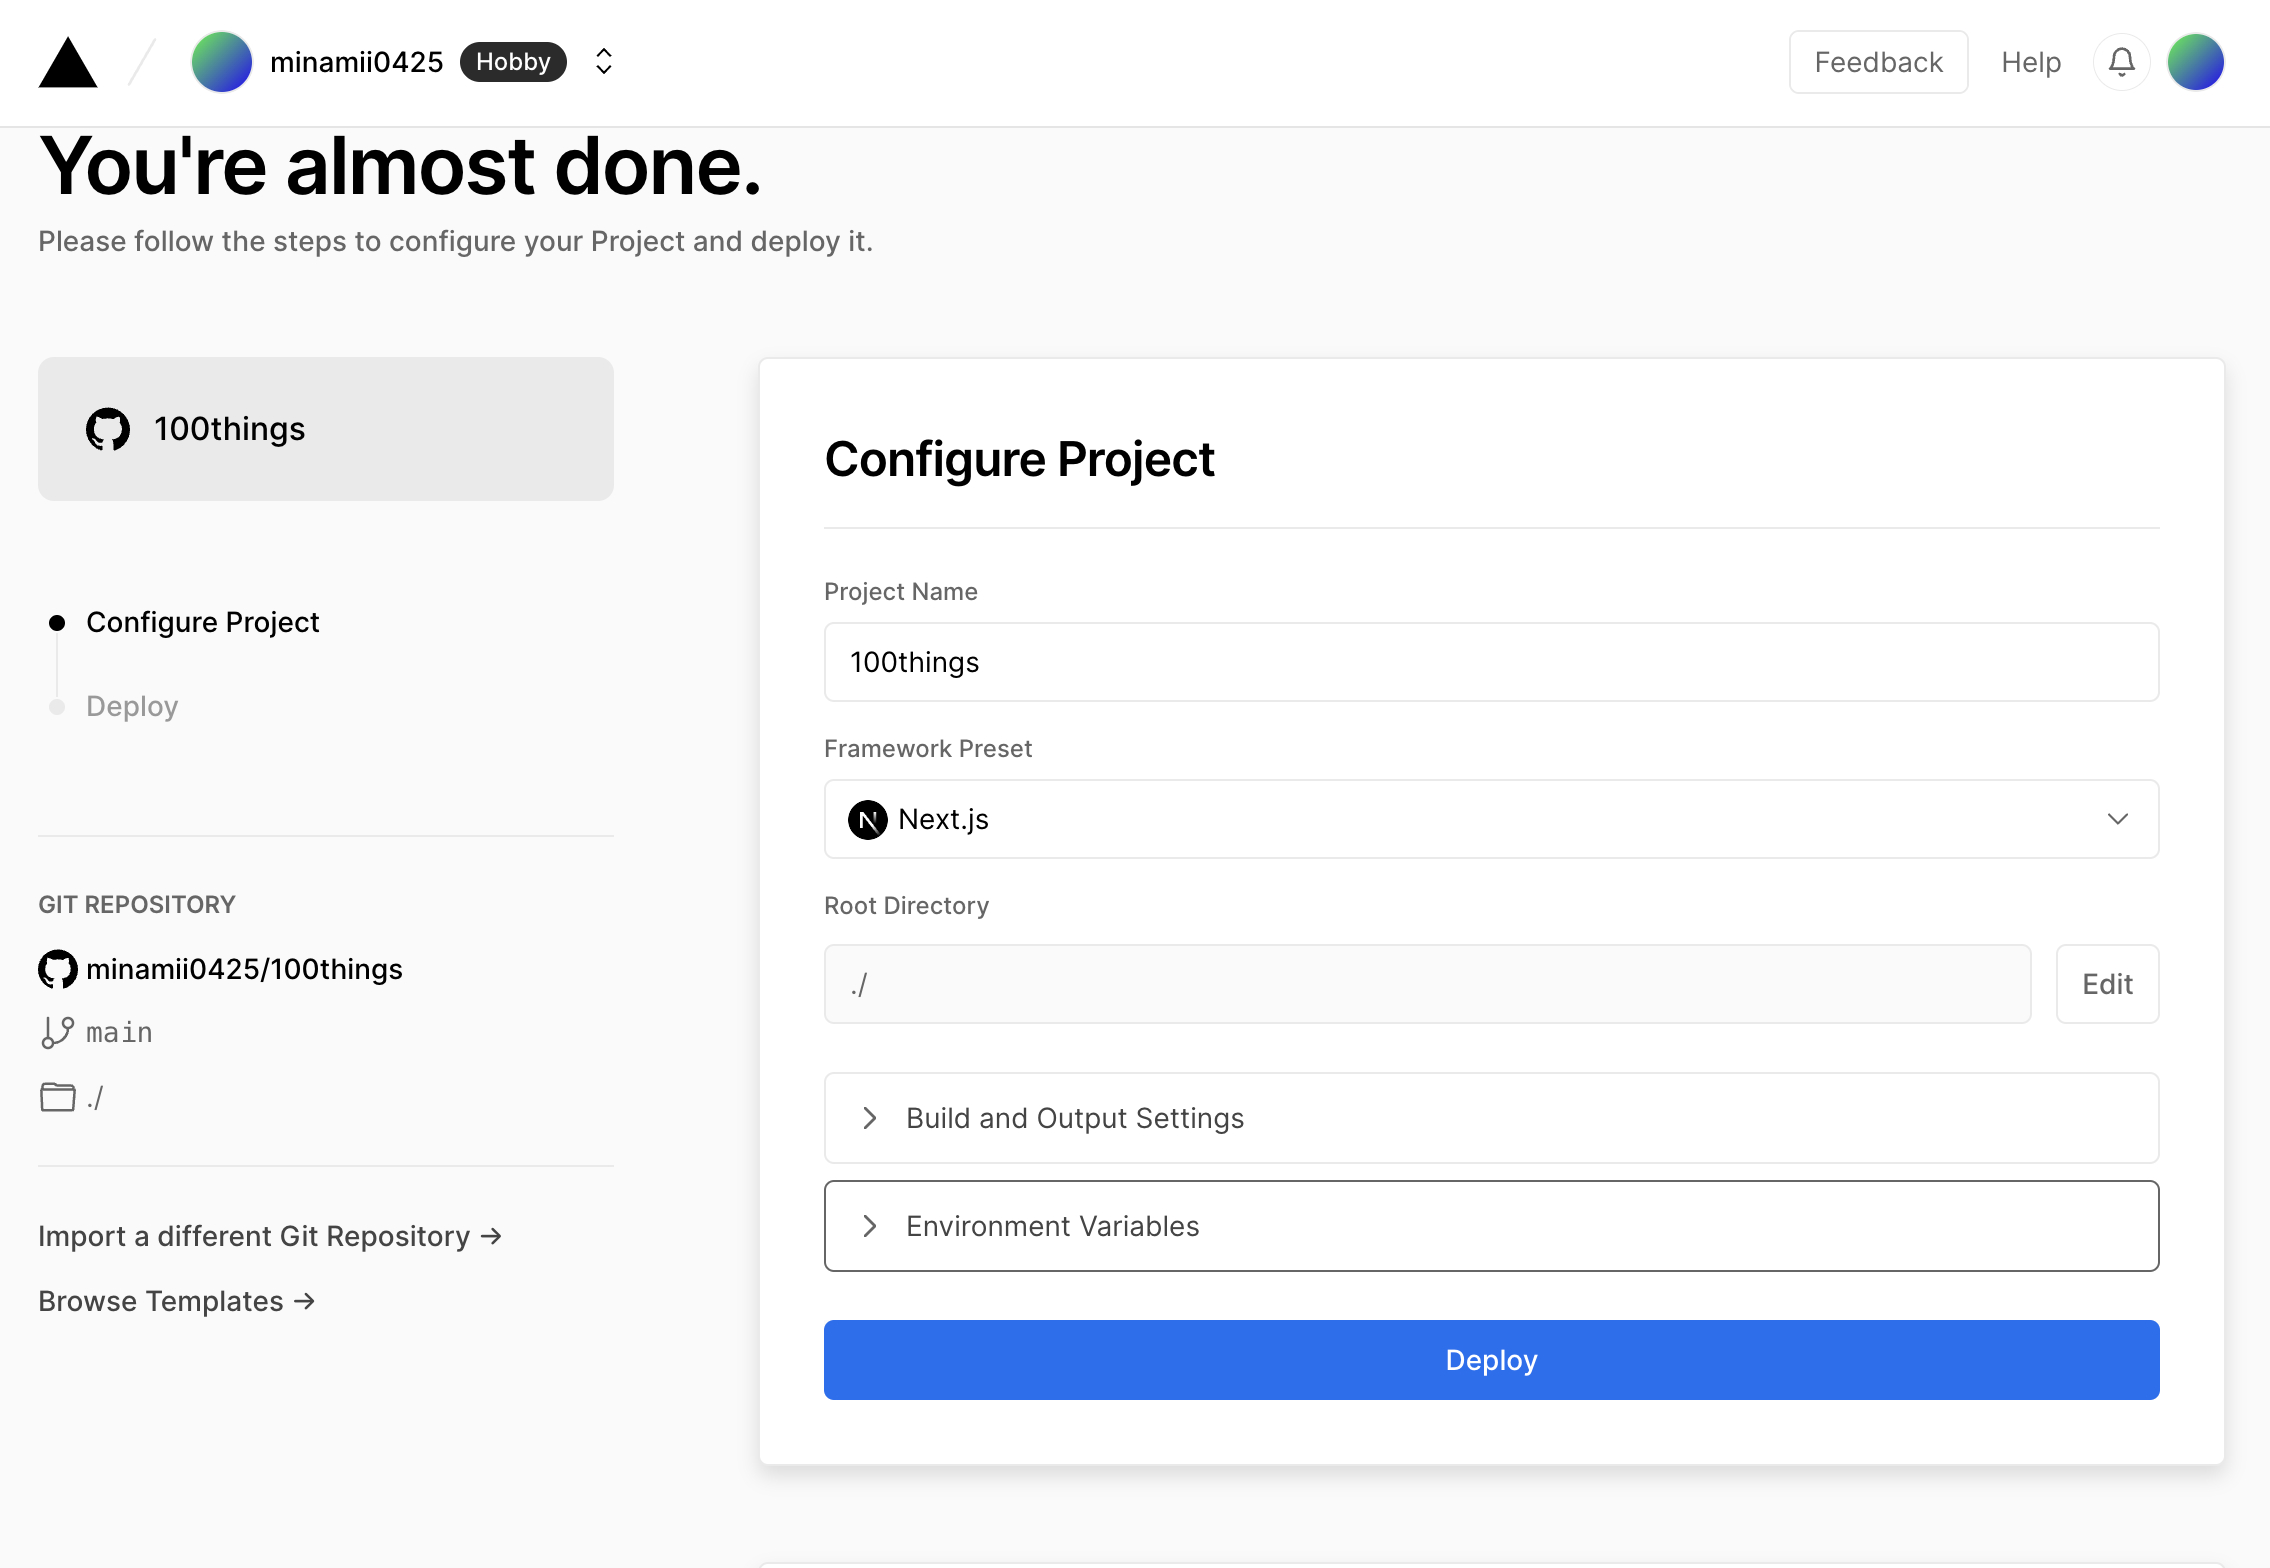 minamii0425 Hobby
Feedback Help
You're almost done.
Please follow the steps to configure your Project and deploy it.
100things
Configure Project
Deploy
GIT REPOSITORY
minamii0425/100things
main
./
Import a different Git Repository →
Browse Templates →
Configure Project
Project Name
100things
Framework Preset
N Next.js
Root Directory
./
Edit
Build and Output Settings
Environment Variables
Deploy